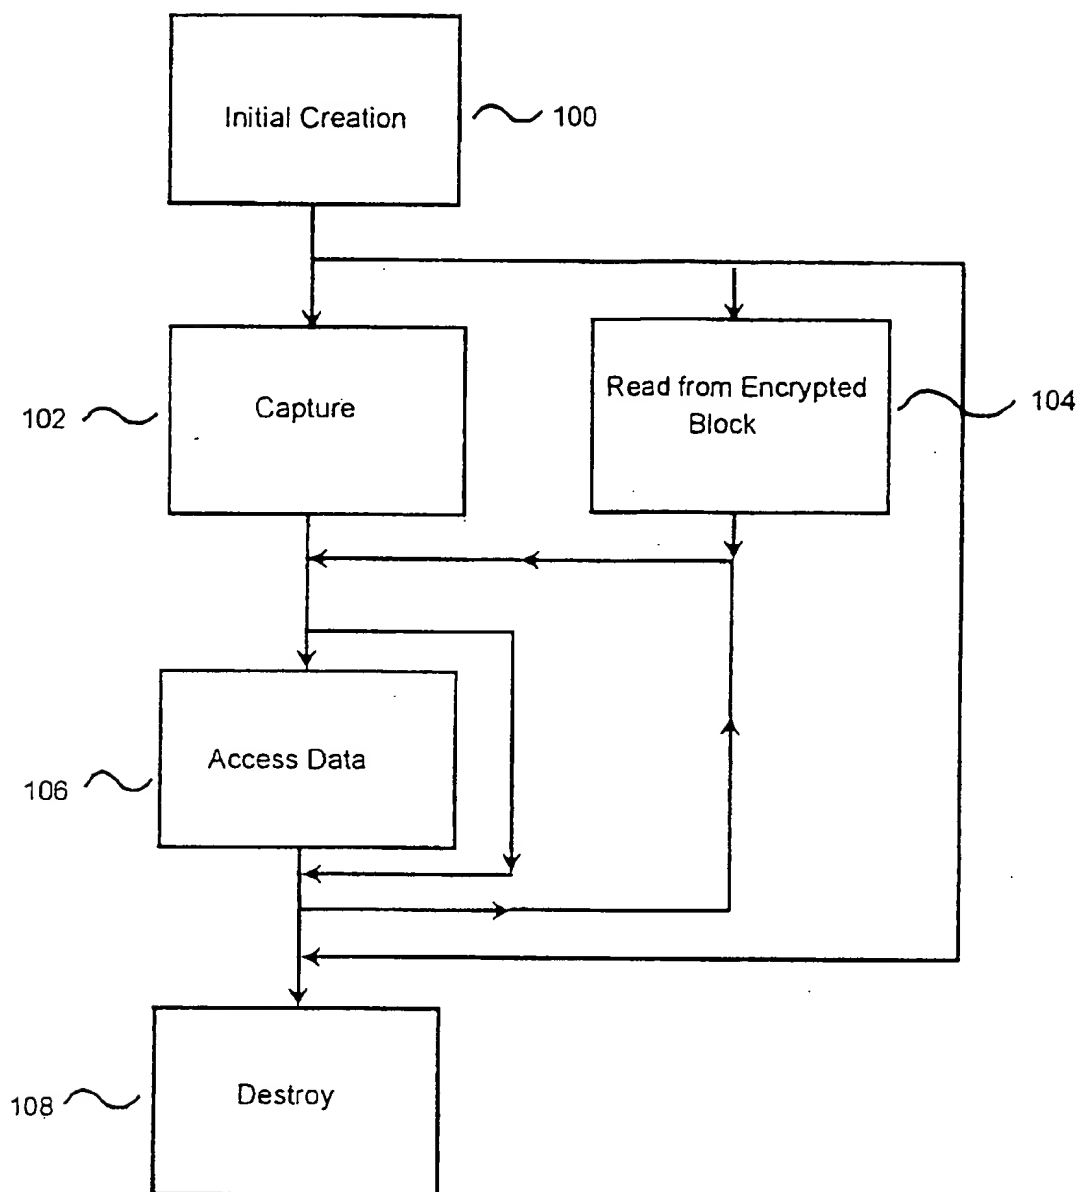 Initial Creation
100
Capture
102
Read from Encrypted
Block
104
Access Data
106
Destroy
108